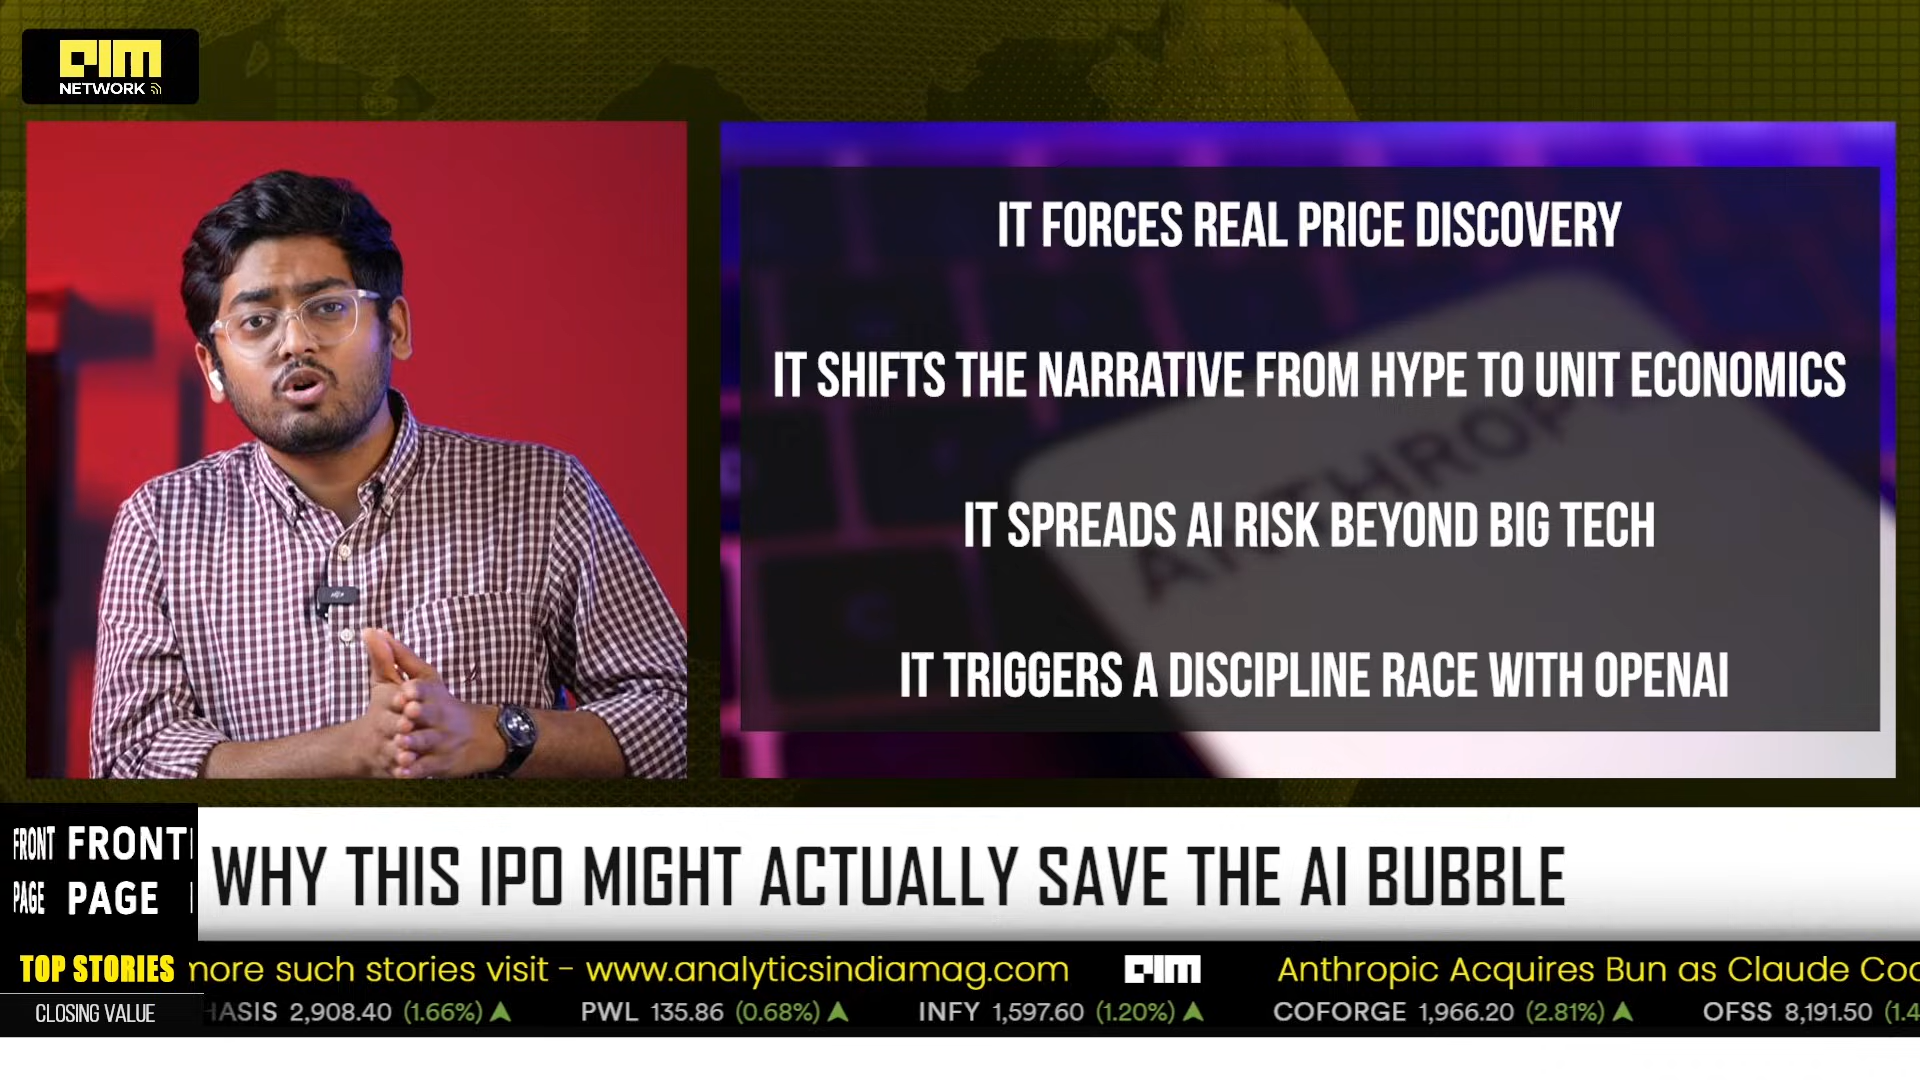 AIM
NETWORK
IT FORCES REAL PRICE DISCOVERY
IT SHIFTS THE NARRATIVE FROM HYPE TO UNIT ECONOMICS
IT SPREADS AI RISK BEYOND BIG TECH
IT TRIGGERS A DISCIPLINE RACE WITH OPENAI
ANTHROP
FRONT FRONT
PAGE PAGE
WHY THIS IPO MIGHT ACTUALLY SAVE THE AI BUBBLE
TOP STORIES more such stories visit - www.analyticsindiamag.com AIM Anthropic Acquires Bun as Claude Coo
CLOSING VALUE HASIS 2,908.40 (1.66%) PWL 135.86 (0.68%) INFY 1,597.60 (1.20%) COFORGE 1,966.20 (2.81%) OFSS 8,191.50 (1.4